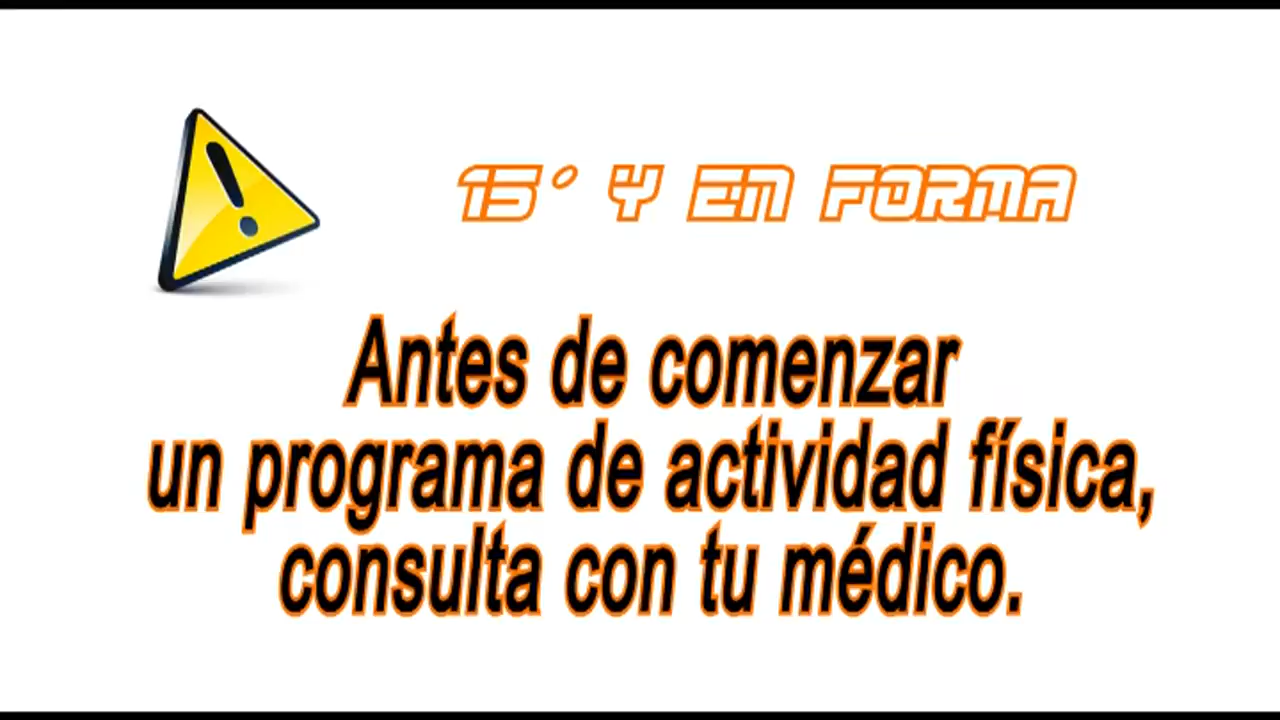 15´ Y EN FORMA
Antes de comenzar
un programa de actividad física,
consulta con tu médico.